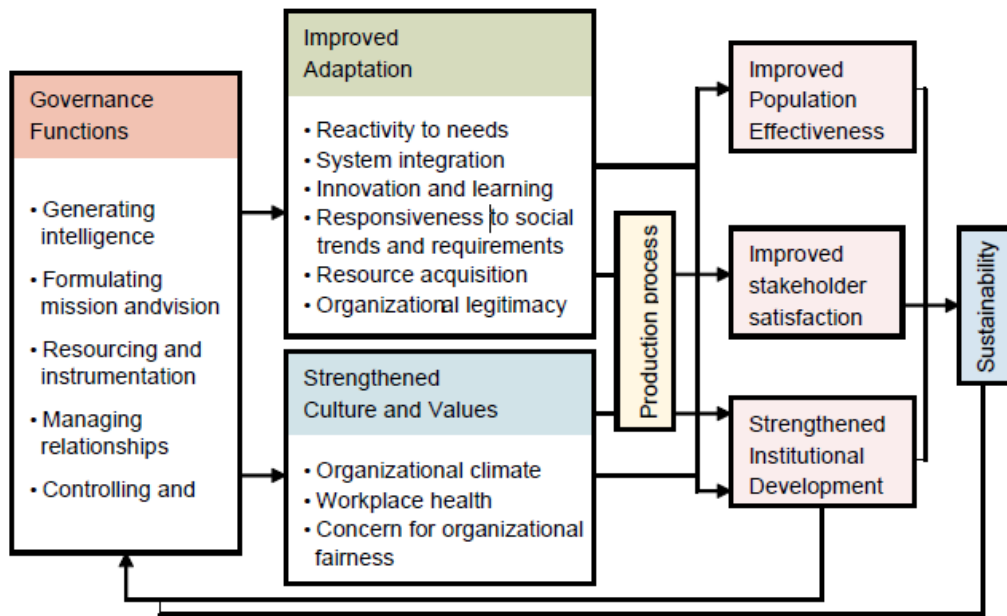 Governance
Functions
• Generating
intelligence
• Formulating
mission andvision
• Resourcing and
instrumentation
• Managing
relationships
• Controlling and
Improved
Adaptation
• Reactivity to needs
• System integration
• Innovation and learning
• Responsiveness to social
trends and requirements
• Resource acquisition
• Organizational legitimacy
Strengthened
Culture and Values
• Organizational climate
• Workplace health
• Concern for organizational
fairness
Production process
Improved
Population
Effectiveness
Improved
stakeholder
satisfaction
Strengthened
Institutional
Development
Sustainability